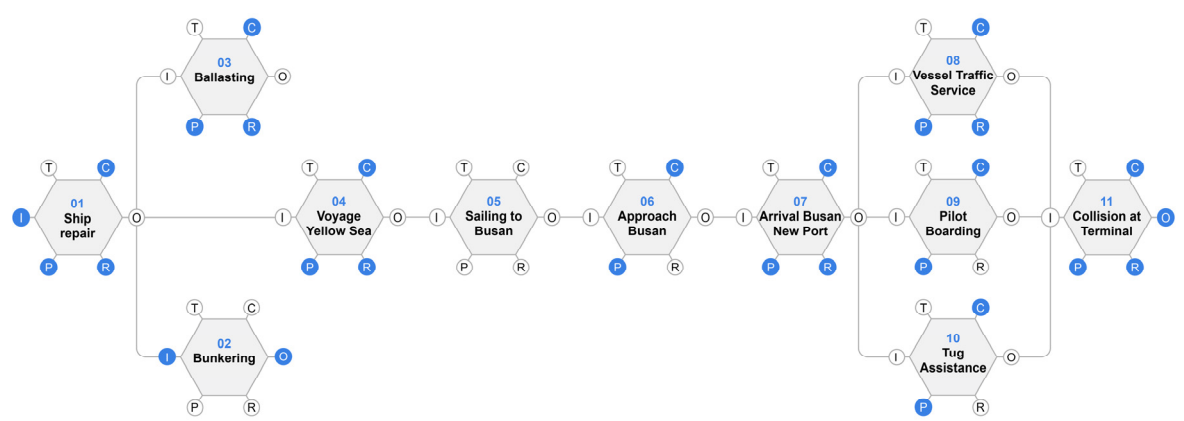 T C
03
Ballasting
I O
P R
T C
01
Ship
repair
I O
P R
T C
02
Bunkering
I O
P R
T C
04
Voyage
Yellow Sea
I O
P R
T C
05
Sailing to
Busan
I O
P R
T C
06
Approach
Busan
I O
P R
T C
07
Arrival Busan
New Port
I O
P R
T C
08
Vessel Traffic
Service
I O
P R
T C
09
Pilot
Boarding
I O
P R
T C
10
Tug
Assistance
I O
P R
T C
11
Collision at
Terminal
I O
P R